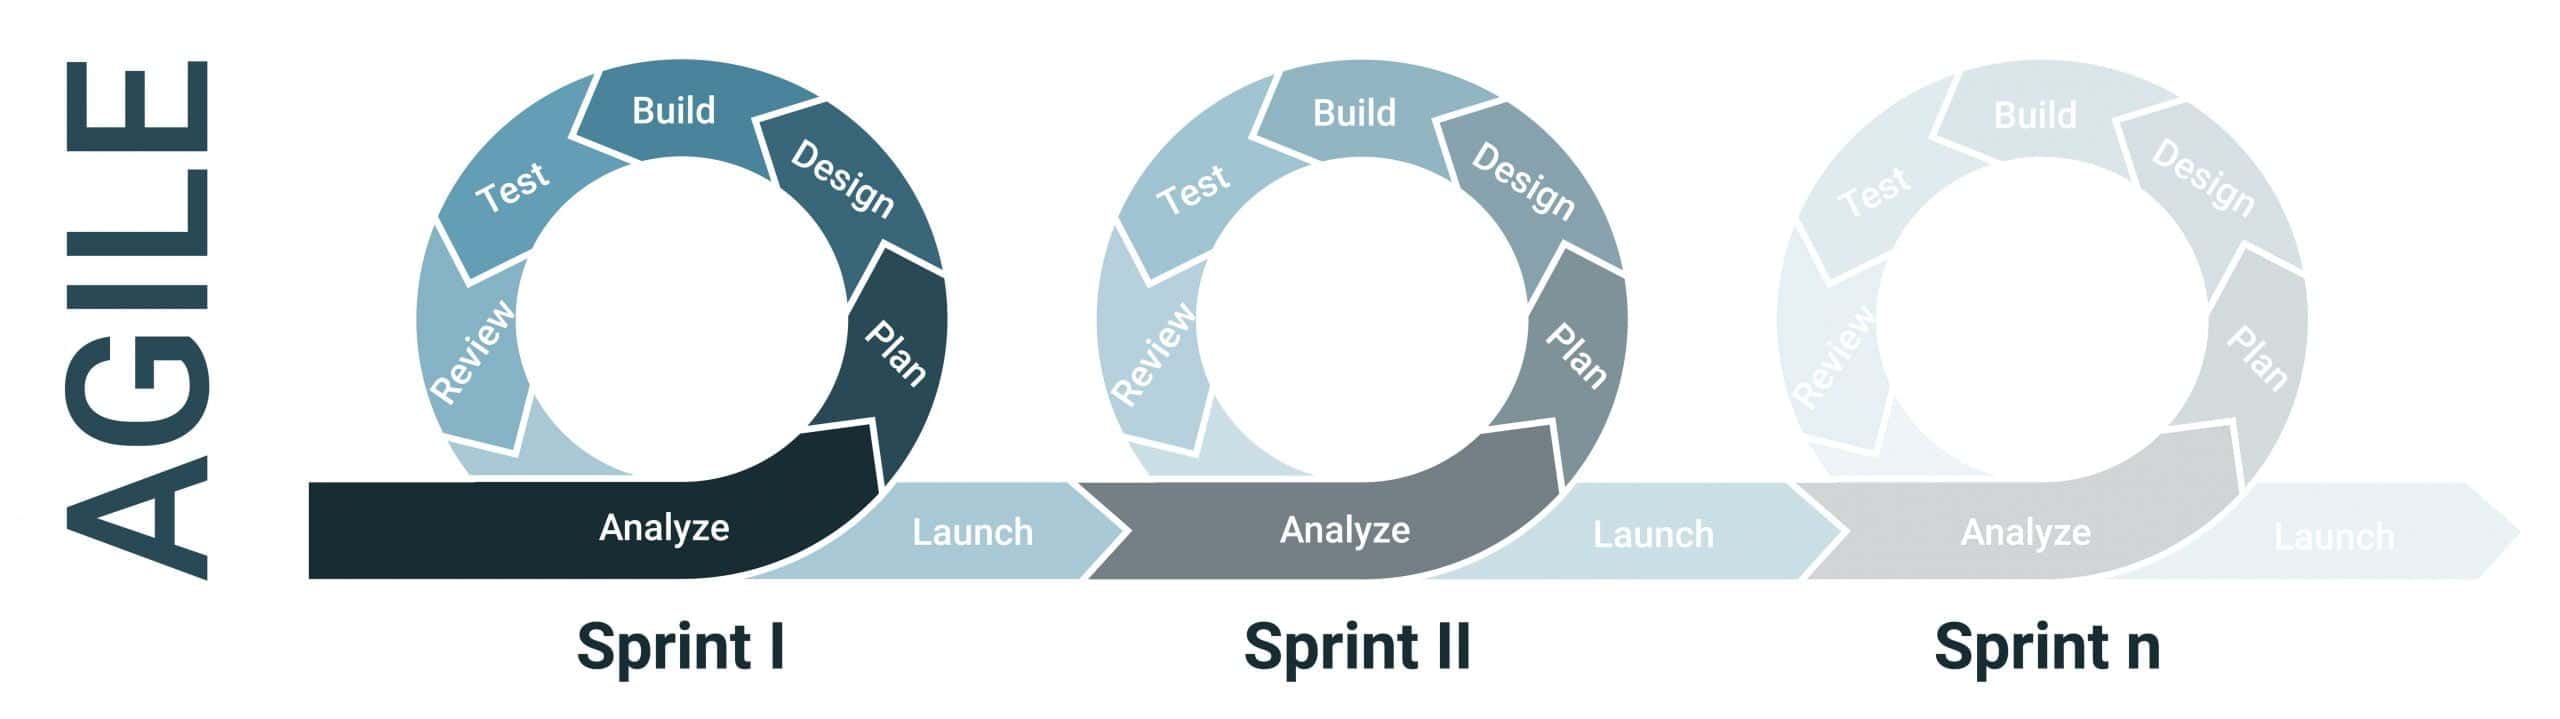 AGILE
Analyze
Plan
Design
Build
Test
Review
Launch
Sprint I
Analyze
Plan
Design
Build
Test
Review
Launch
Sprint II
Analyze
Plan
Design
Build
Test
Review
Launch
Sprint n